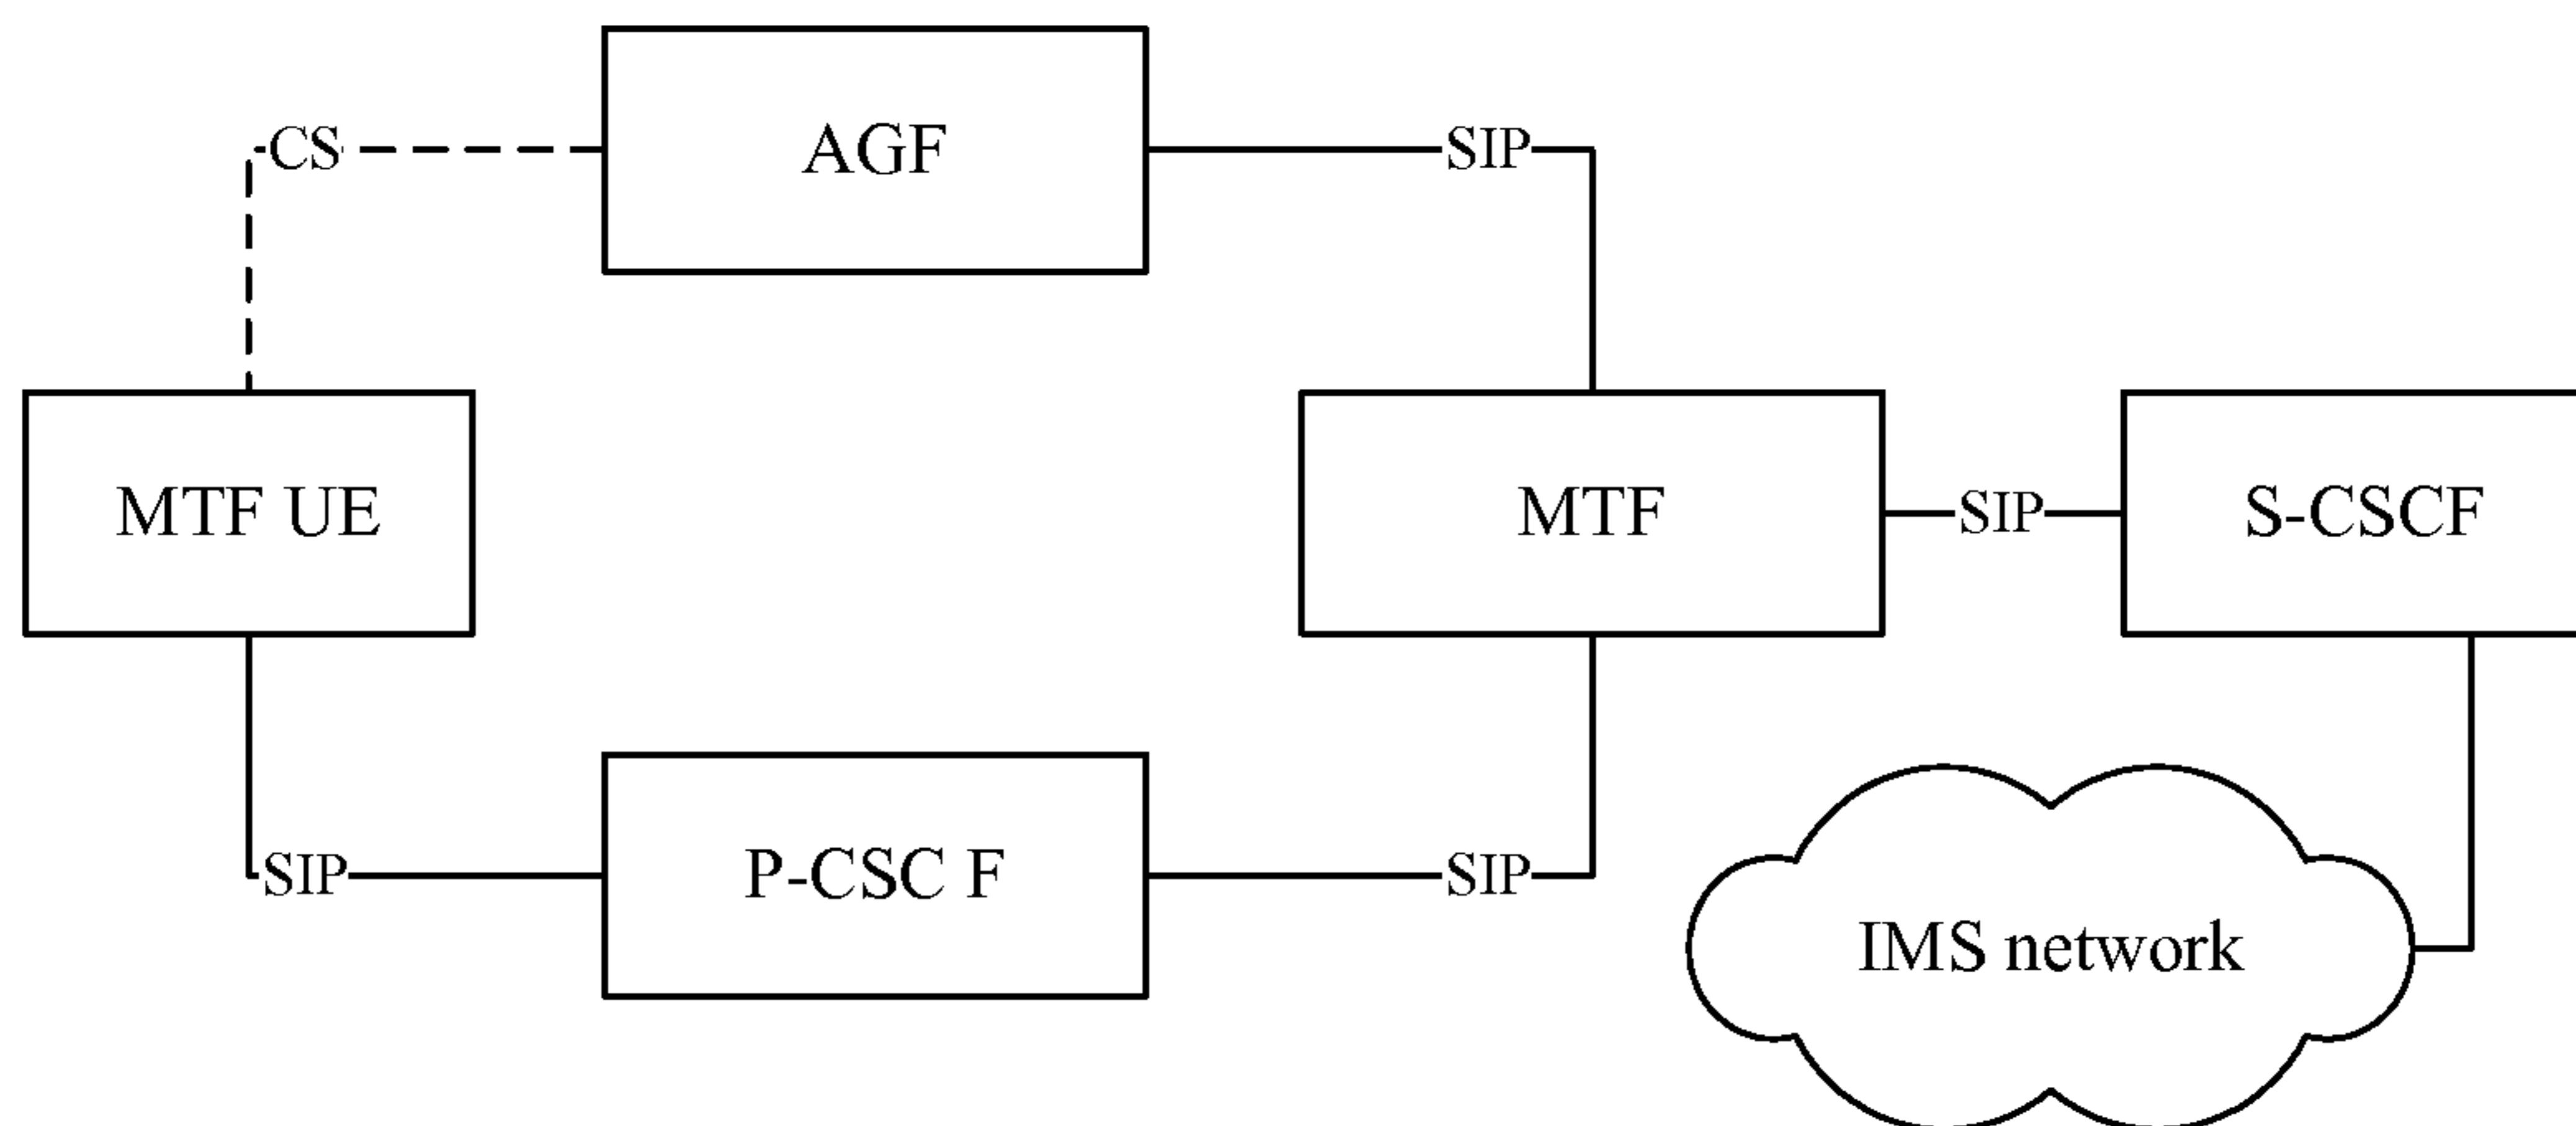 CS
AGF
SIP
MTF UE
MTF
SIP
S-CSCF
SIP
P-CSC F
SIP
IMS network